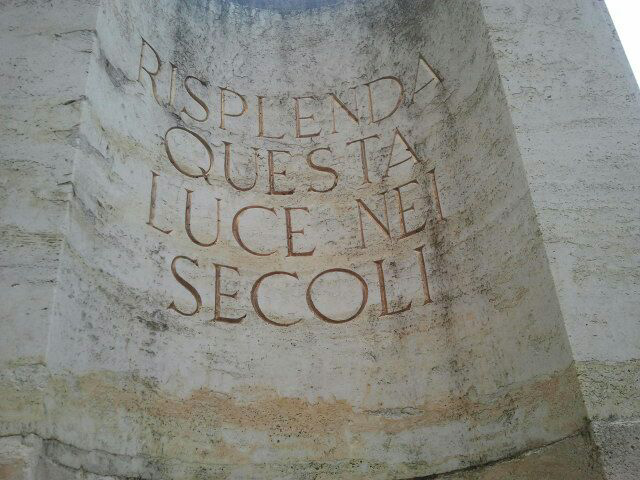 RISPLENDA
QUESTA
LUCE NEI
SECOLI